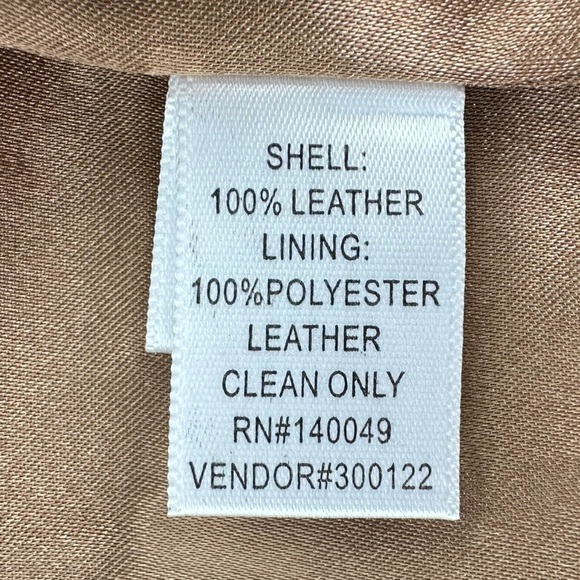 SHELL:
100% LEATHER
LINING:
100%POLYESTER
LEATHER
CLEAN ONLY
RN#140049
VENDOR#300122